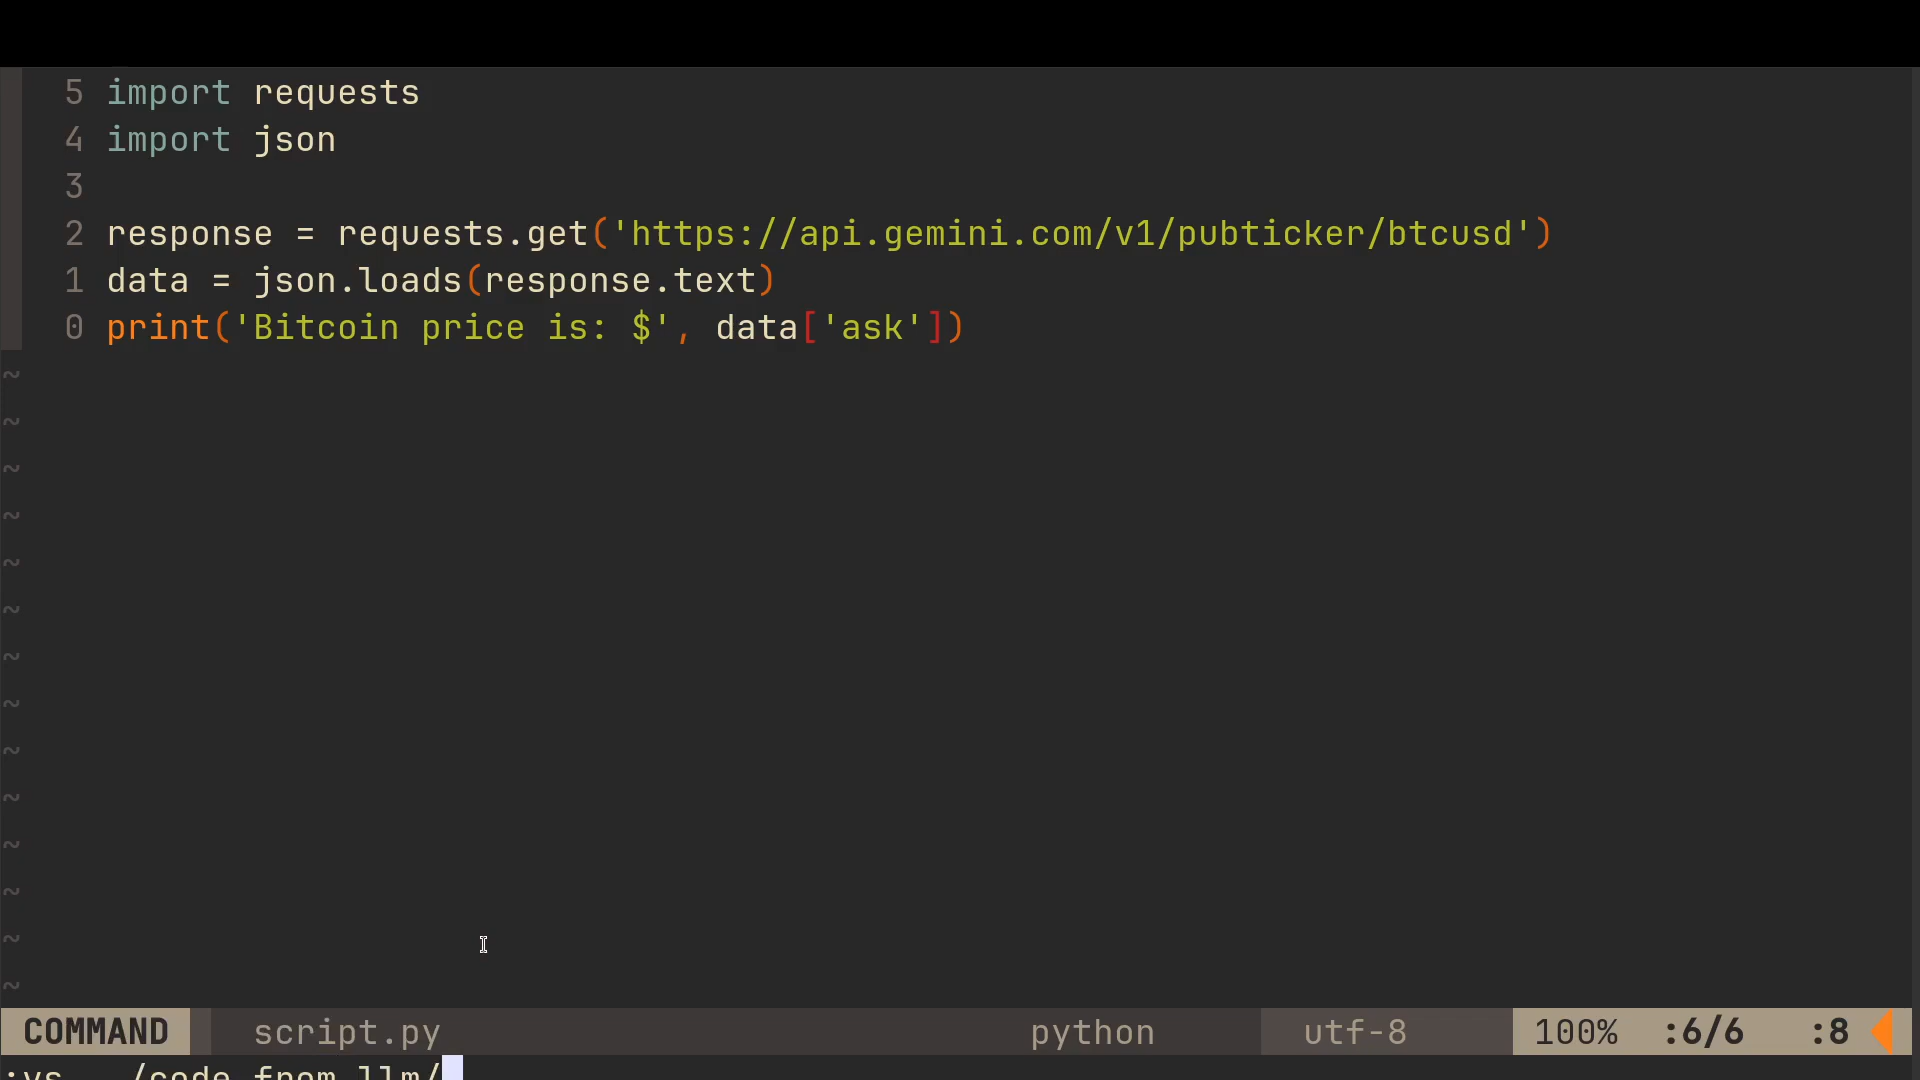 5 import requests
4 import json
3
2 response = requests.get('https://api.gemini.com/v1/pubticker/btcusd')
1 data = json.loads(response.text)
0 print('Bitcoin price is: $', data['ask'])
~
~
~
~
~
~
~
~
~
~
~
~
~
~
COMMAND script.py python utf-8 100% :6/6 :8
:vs ../code_from_llm/